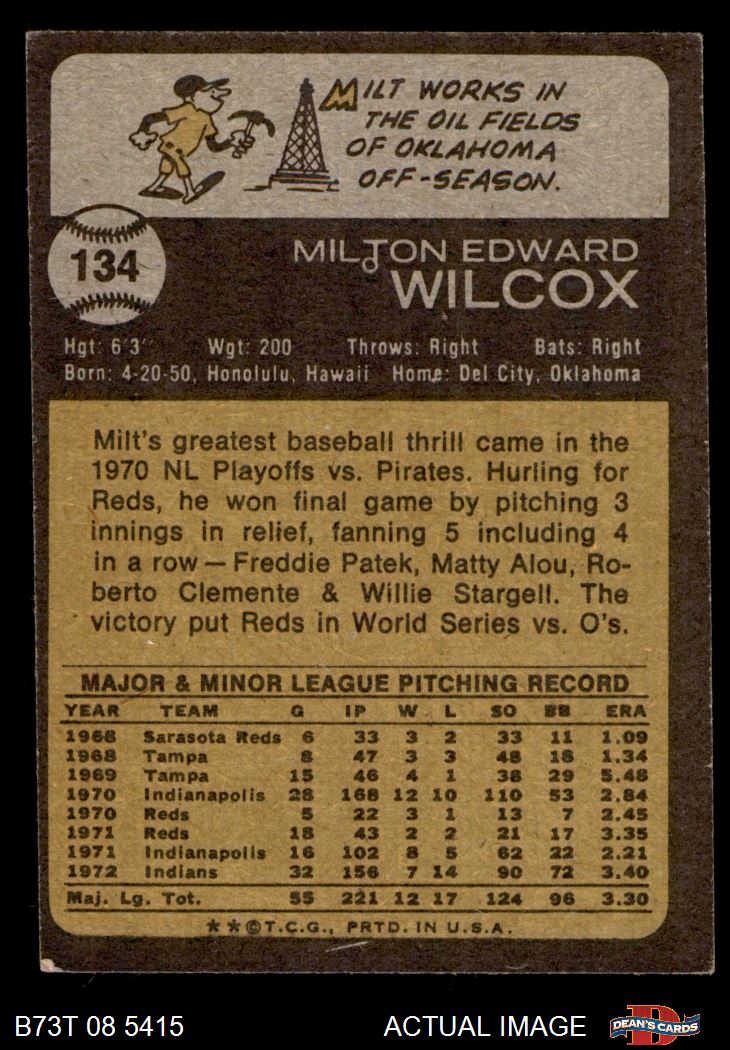 MILT WORKS IN
THE OIL FIELDS
OF OKLAHOMA
OFF-SEASON.
134
MILTON EDWARD
WILCOX
Hgt: 6'3" Wgt: 200 Throws: Right Bats: Right
Born: 4-20-50, Honolulu, Hawaii Home: Del City, Oklahoma
Milt's greatest baseball thrill came in the
1970 NL Playoffs vs. Pirates. Hurling for
Reds, he won final game by pitching 3
innings in relief, fanning 5 including 4
in a row — Freddie Patek, Matty Alou, Ro-
berto Clemente & Willie Stargell. The
victory put Reds in World Series vs. O's.
MAJOR & MINOR LEAGUE PITCHING RECORD
YEAR TEAM G IP W L SO BB ERA
1968 Sarasota Reds 6 33 3 2 33 11 1.09
1968 Tampa 8 47 3 3 48 18 1.34
1969 Tampa 15 46 4 1 38 29 5.48
1970 Indianapolis 28 168 12 10 110 53 2.84
1970 Reds 5 22 3 1 13 7 2.45
1971 Reds 18 43 2 2 21 17 3.35
1971 Indianapolis 16 102 8 5 62 22 2.21
1972 Indians 32 156 7 14 90 72 3.40
Maj. Lg. Tot. 55 221 12 17 124 96 3.30
**©T.C.G., PRTD. IN U.S.A.
B73T 08 5415 ACTUAL IMAGE DEAN'S CARDS